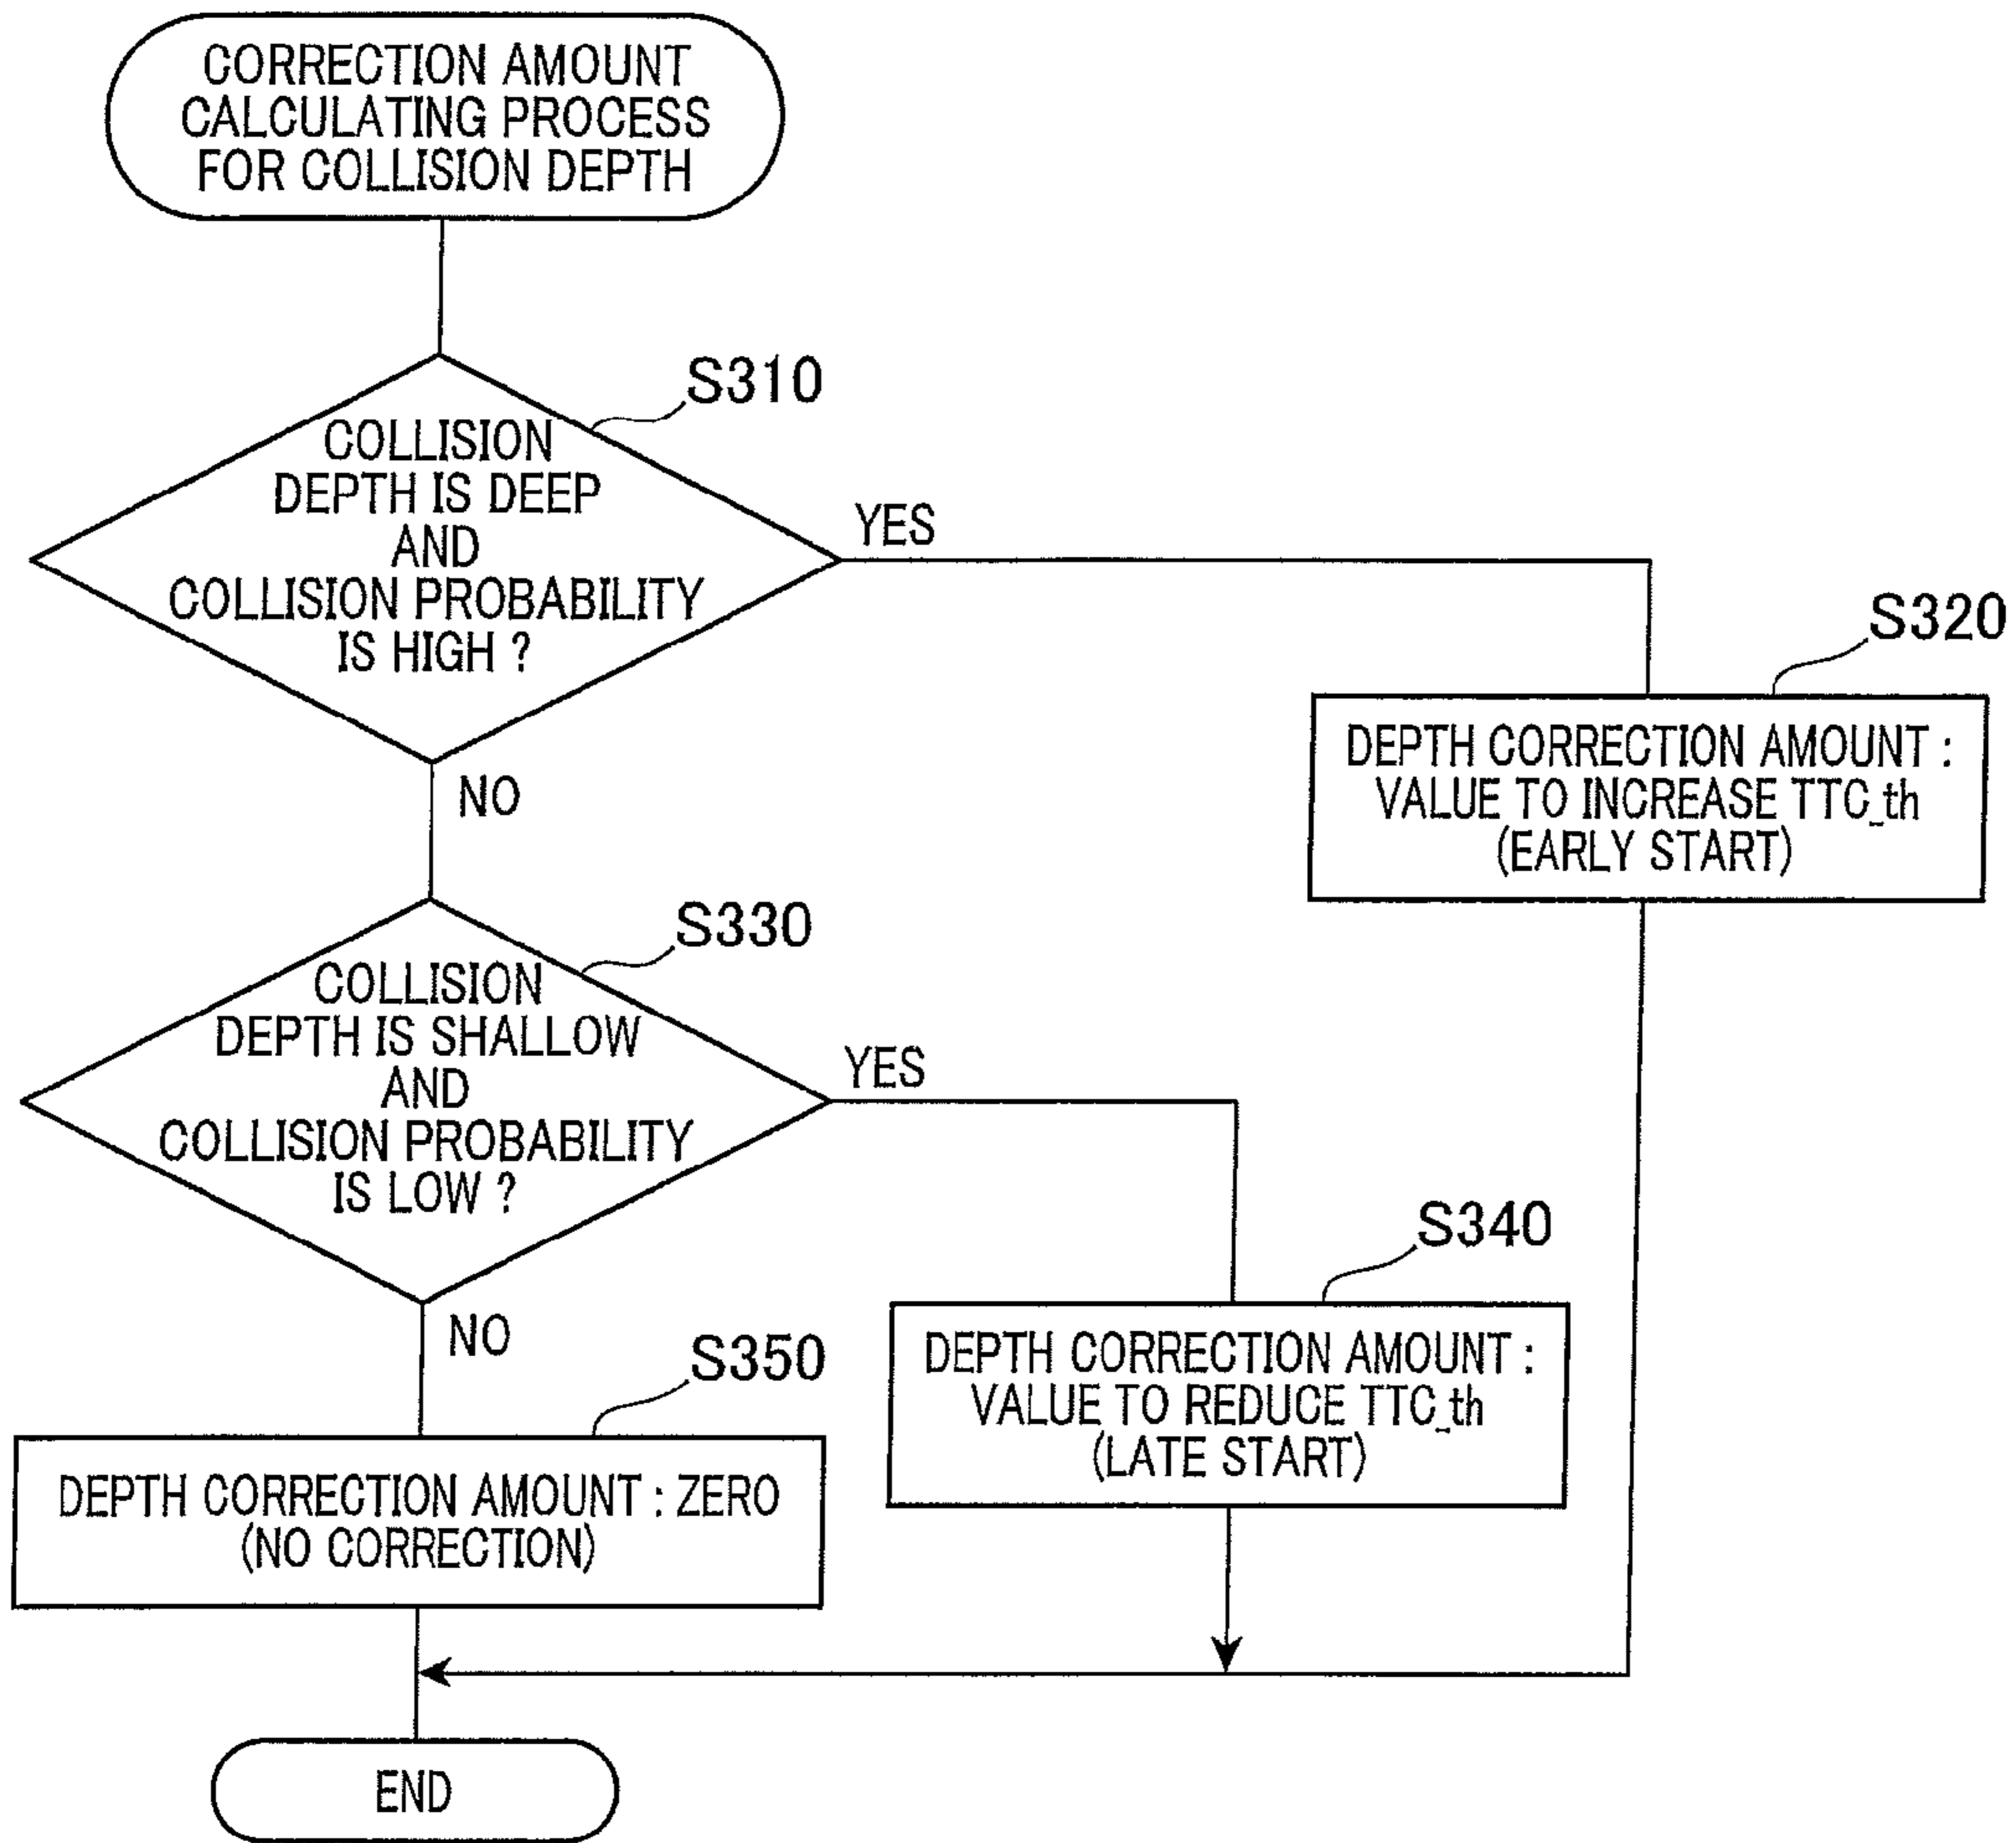 CORRECTION AMOUNT
CALCULATING PROCESS
FOR COLLISION DEPTH
S310
COLLISION
DEPTH IS DEEP
AND
COLLISION PROBABILITY
IS HIGH ?
YES
NO
S320
DEPTH CORRECTION AMOUNT :
VALUE TO INCREASE TTC_th
(EARLY START)
S330
COLLISION
DEPTH IS SHALLOW
AND
COLLISION PROBABILITY
IS LOW ?
YES
NO
S340
DEPTH CORRECTION AMOUNT :
VALUE TO REDUCE TTC_th
(LATE START)
S350
DEPTH CORRECTION AMOUNT : ZERO
(NO CORRECTION)
END